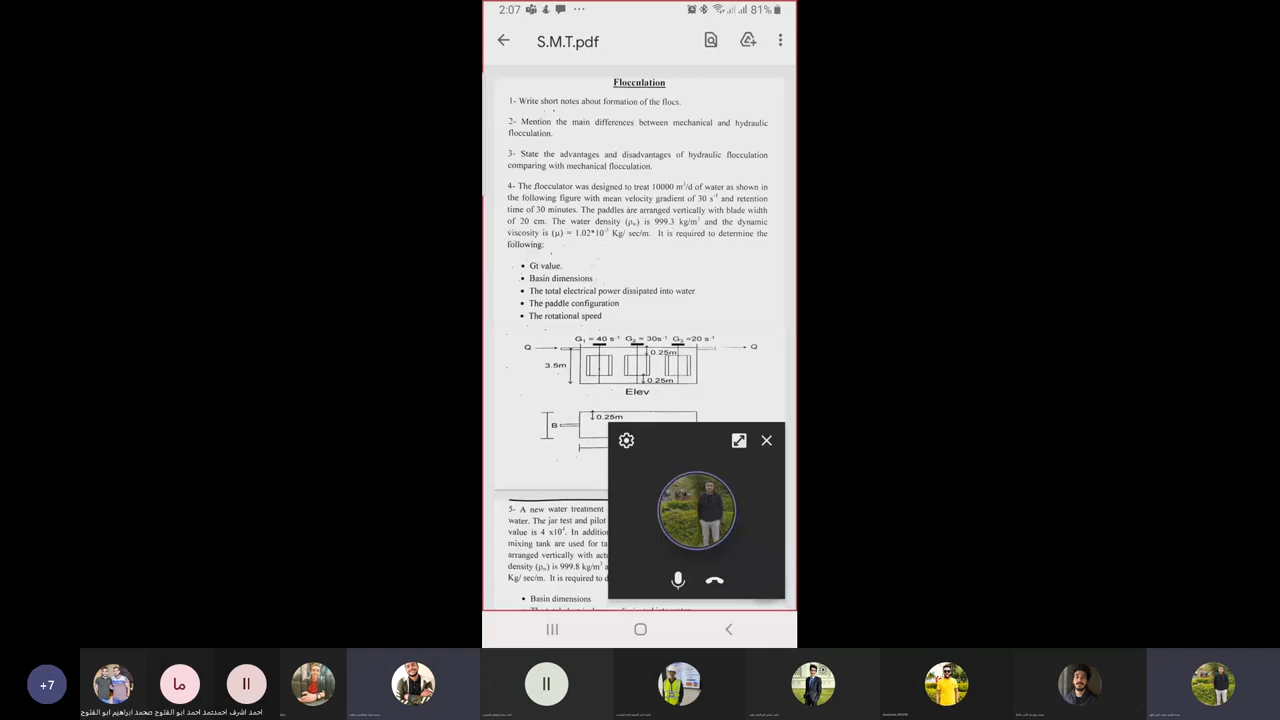 2:07
81%
S.M.T.pdf
Flocculation
1- Write short notes about formation of the flocs.
2- Mention the main differences between mechanical and hydraulic
flocculation.
3- State the advantages and disadvantages of hydraulic flocculation
comparing with mechanical flocculation.
4- The flocculator was designed to treat 10000 m³/d of water as shown in
the following figure with mean velocity gradient of 30 s⁻¹ and retention
time of 30 minutes. The paddles are arranged vertically with blade width
of 20 cm. The water density (ρw) is 999.3 kg/m³ and the dynamic
viscosity is (μ) = 1.02*10⁻³ Kg/ sec/m. It is required to determine the
following:
• Gt value.
• Basin dimensions
• The total electrical power dissipated into water
• The paddle configuration
• The rotational speed
G₁ = 40 s⁻¹ G₂ = 30s⁻¹ G₃ =20 s⁻¹
Q Q
0.25m
3.5m
0.25m
Elev
0.25m
B
5- A new water treatment
water. The jar test and pilot
value is 4 x10⁴. In addition
mixing tank are used for
arranged vertically with
density (ρw) is 999.8 kg/m³
Kg/ sec/m. It is required to
• Basin dimensions
+7
ما
احمد اشرف احمد